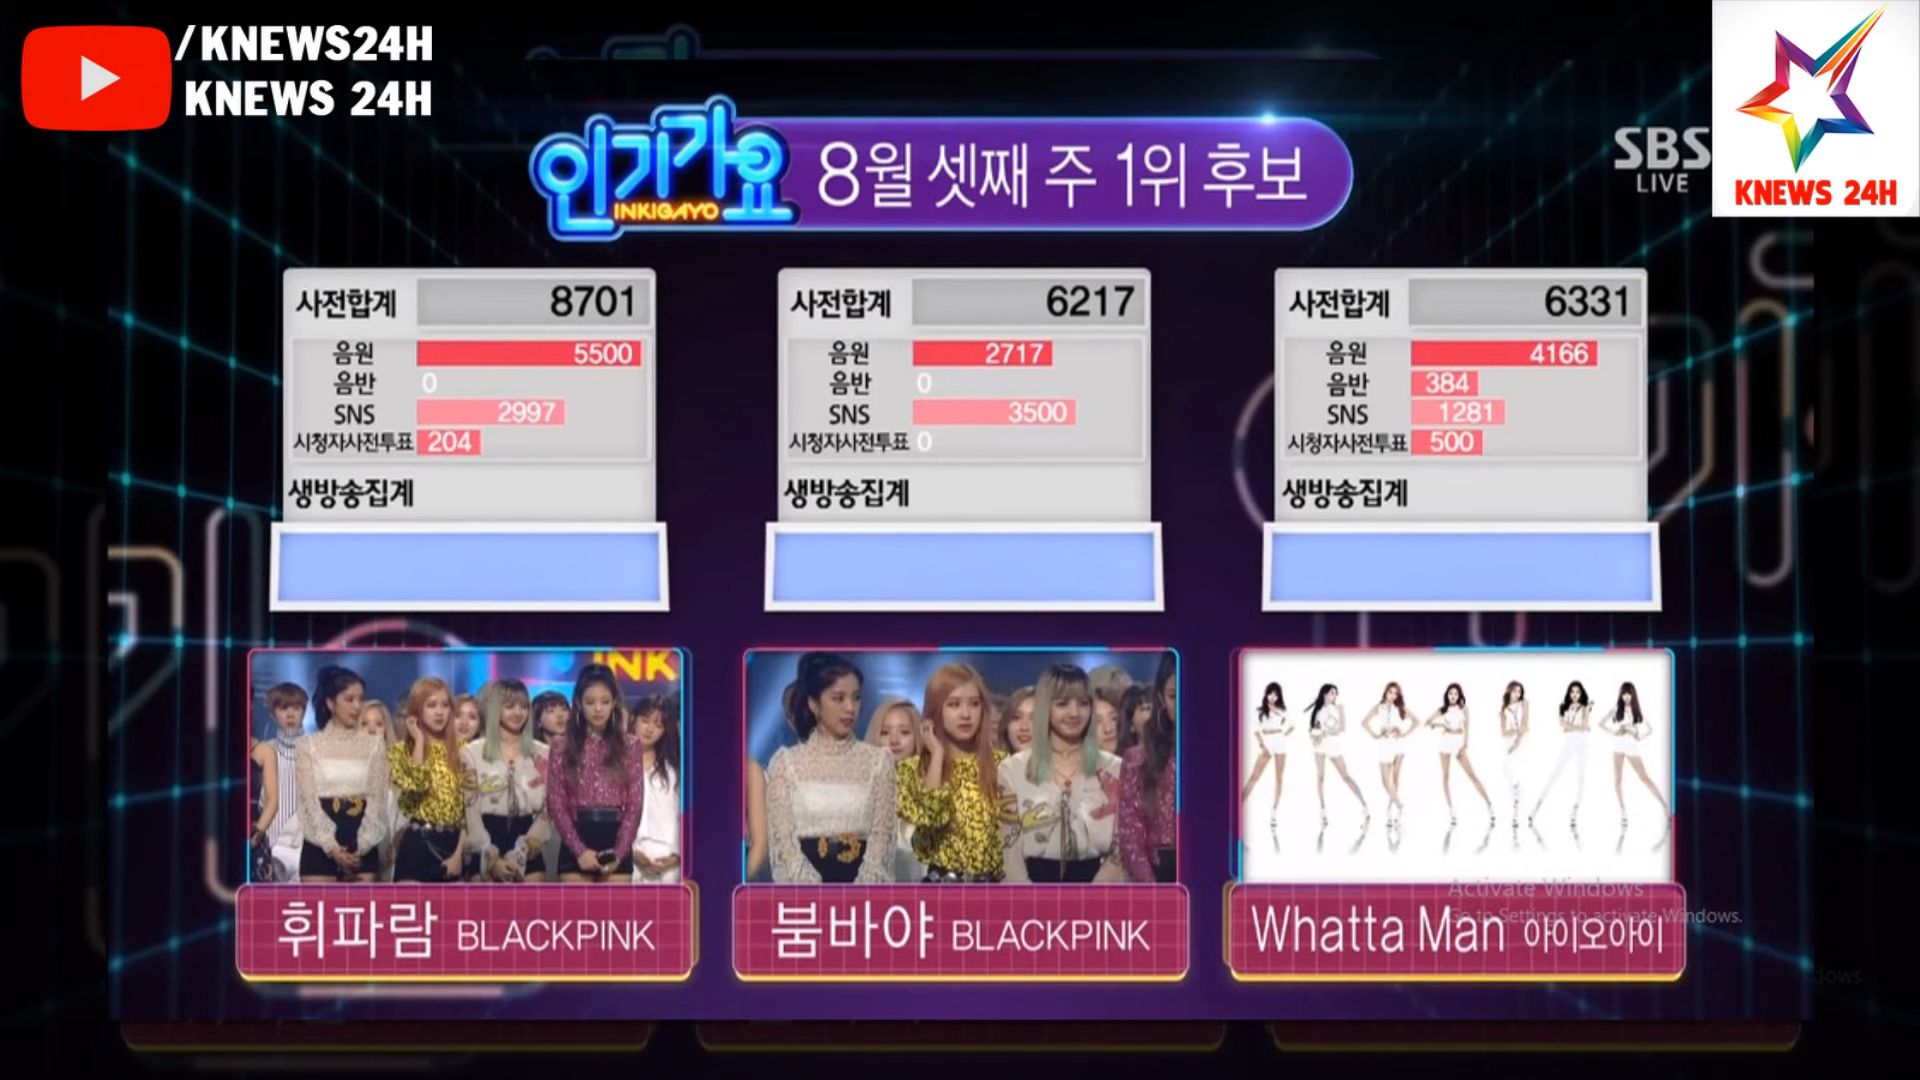 /KNEWS24H
KNEWS 24H
인기가요
INKIGAYO
8월 셋째 주 1위 후보
SBS
LIVE
KNEWS 24H
사전합계 8701
음원 5500
음반 0
SNS 2997
시청자사전투표 204
생방송집계
사전합계 6217
음원 2717
음반 0
SNS 3500
시청자사전투표 0
생방송집계
사전합계 6331
음원 4166
음반 384
SNS 1281
시청자사전투표 500
생방송집계
INK
휘파람 BLACKPINK
붐바야 BLACKPINK
Whatta Man 아이오아이
Activate Windows
Go to Settings to activate Windows.